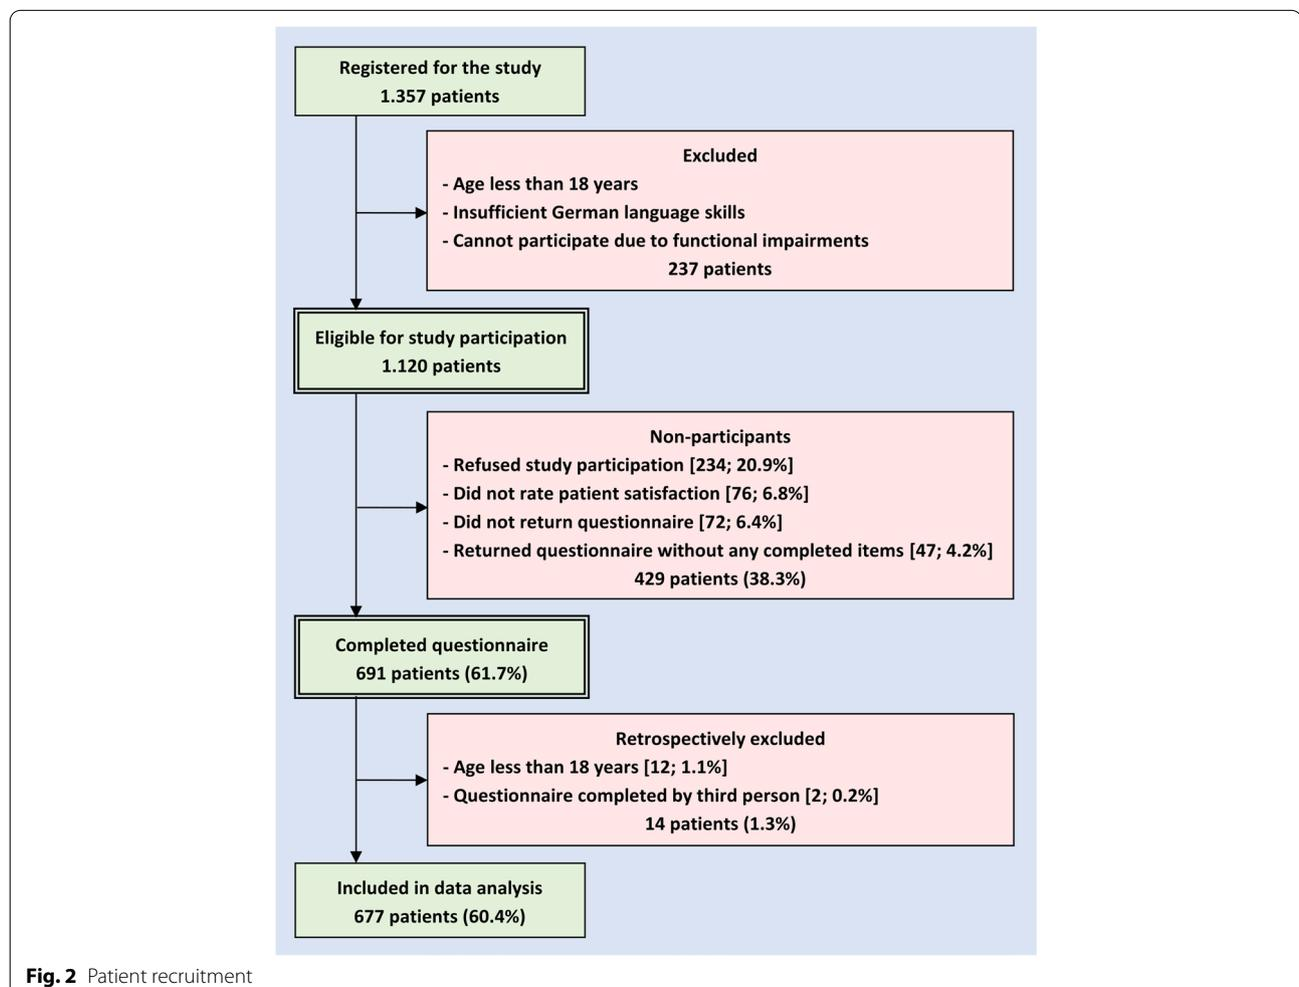 Registered for the study
1.357 patients
Excluded
- Age less than 18 years
- Insufficient German language skills
- Cannot participate due to functional impairments
237 patients
Eligible for study participation
1.120 patients
Non-participants
- Refused study participation [234; 20.9%]
- Did not rate patient satisfaction [76; 6.8%]
- Did not return questionnaire [72; 6.4%]
- Returned questionnaire without any completed items [47; 4.2%]
429 patients (38.3%)
Completed questionnaire
691 patients (61.7%)
Retrospectively excluded
- Age less than 18 years [12; 1.1%]
- Questionnaire completed by third person [2; 0.2%]
14 patients (1.3%)
Included in data analysis
677 patients (60.4%)
Fig. 2 Patient recruitment